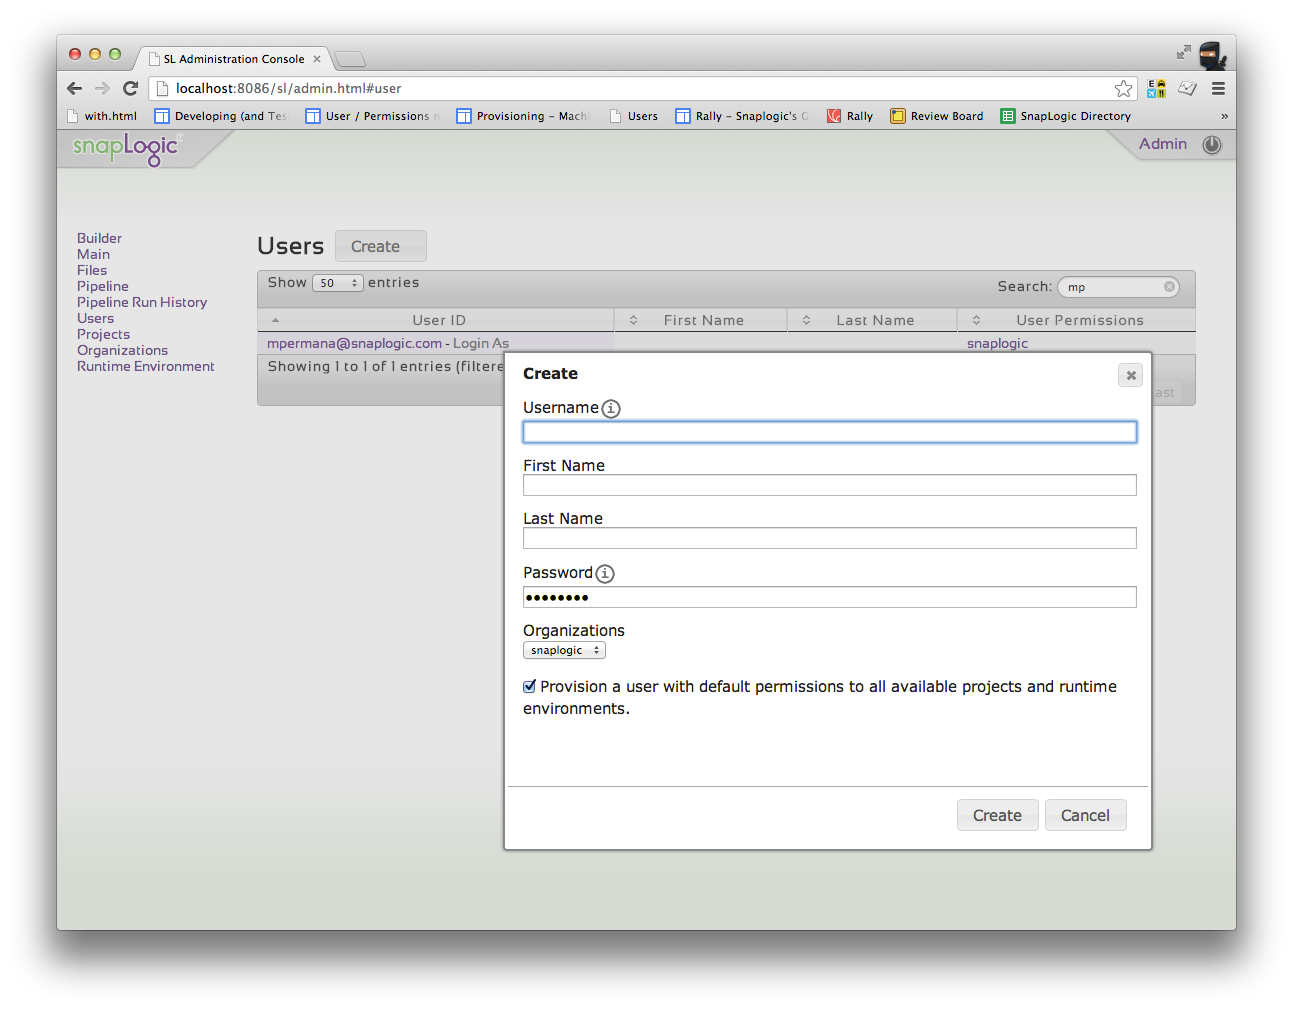 SL Administration Console
localhost:8086/sl/admin.html#user
with.html
Developing (and Tes
User / Permissions
Provisioning – Machi
Users
Rally – Snaplogic's
Rally
Review Board
SnapLogic Directory
»
snapLogic
Admin
Builder
Main
Files
Pipeline
Pipeline Run History
Users
Projects
Organizations
Runtime Environment
Users
Create
Show 50 entries
Search: mp
User ID
First Name
Last Name
User Permissions
mpermana@snaplogic.com - Login As
snaplogic
Showing 1 to 1 of 1 entries (filtere
ast
Create
Username
First Name
Last Name
Password
••••••••
Organizations
snaplogic
Provision a user with default permissions to all available projects and runtime
environments.
Create
Cancel